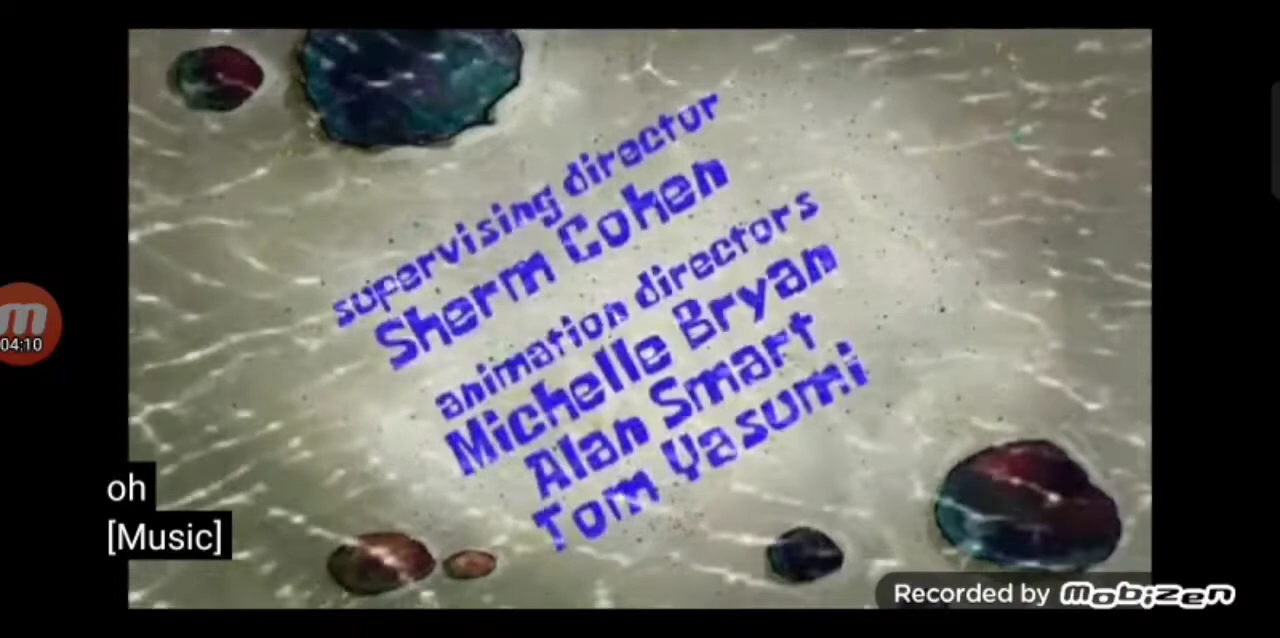 supervising director
Sherm Cohen
animation directors
Michelle Bryan
Alan Smart
Tom Yasumi
04:10
oh
[Music]
Recorded by mobizen